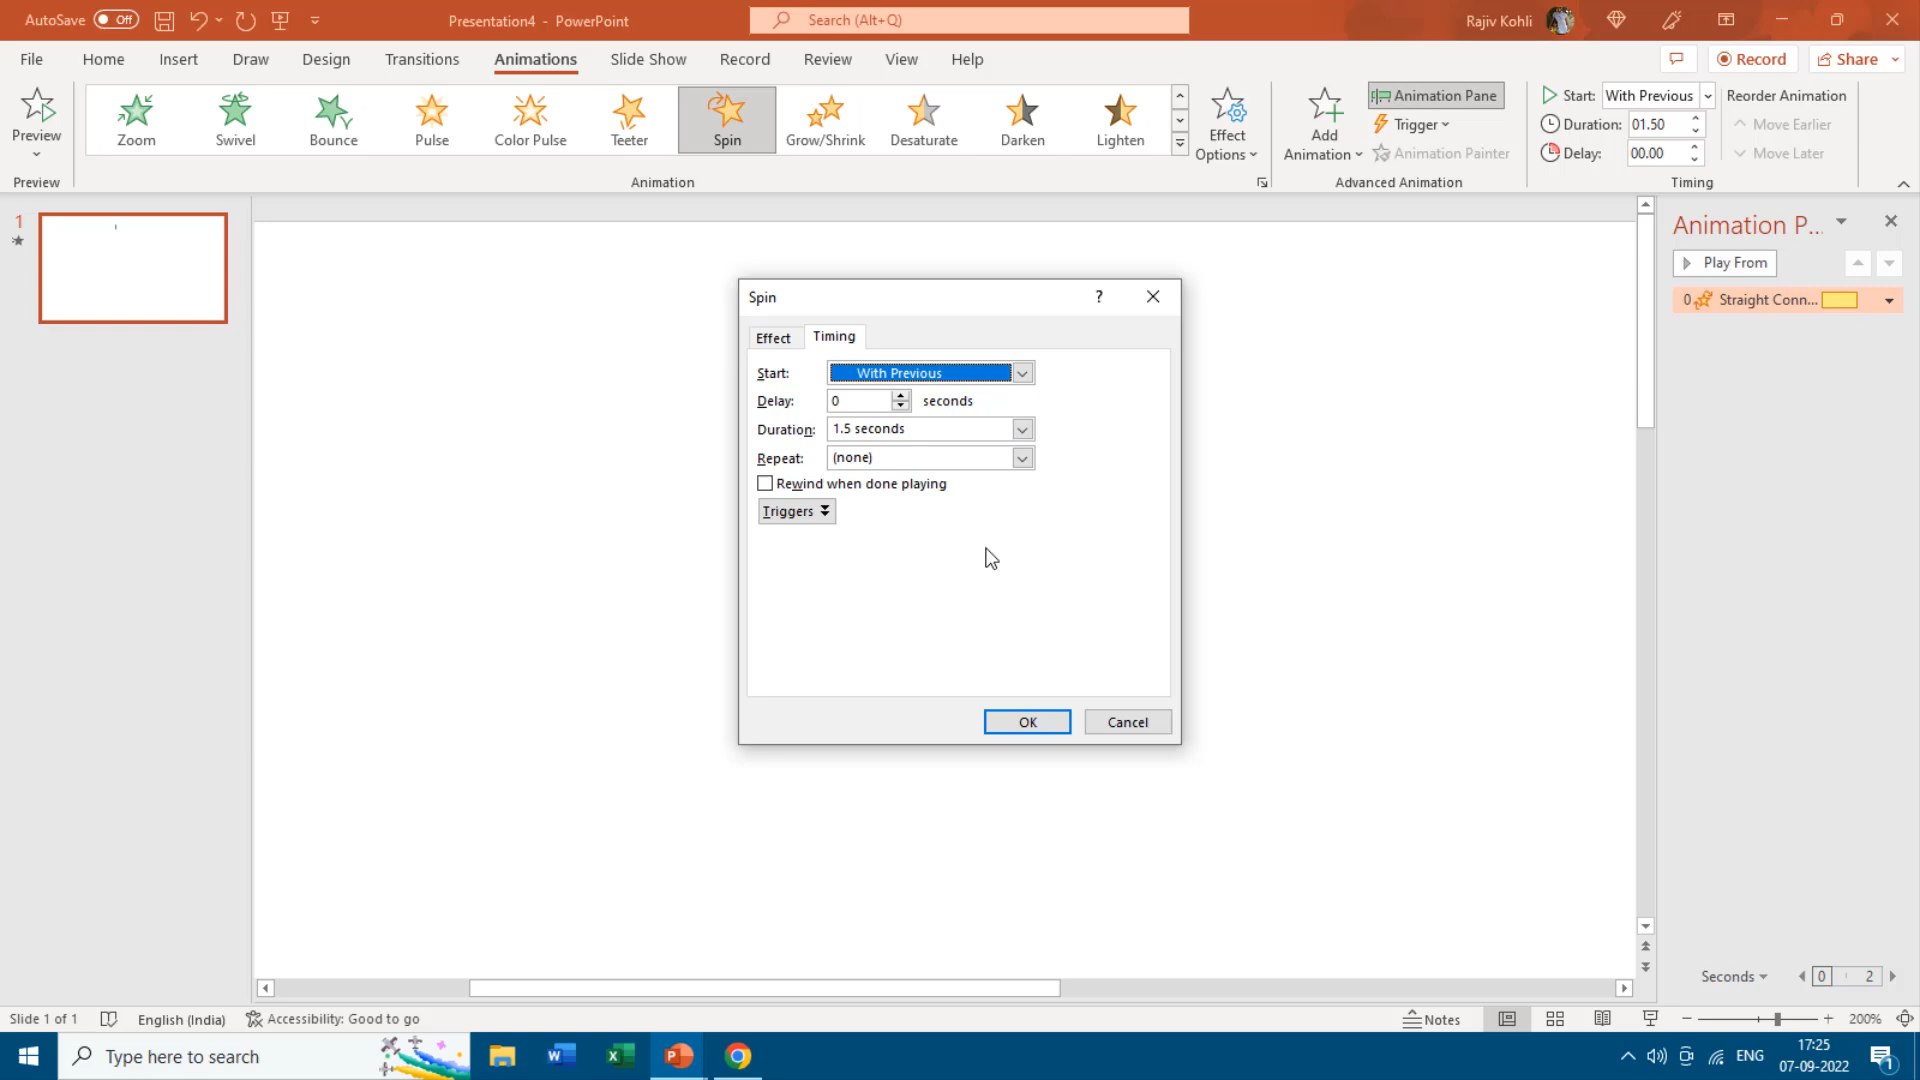 AutoSave Off Presentation4 - PowerPoint Search (Alt+Q) Rajiv Kohli
File Home Insert Draw Design Transitions Animations Slide Show Record Review View Help Record Share
Preview Zoom Swivel Bounce Pulse Color Pulse Teeter Spin Grow/Shrink Desaturate Darken Lighten Effect Options Add Animation Animation Pane Start: With Previous Reorder Animation
Trigger Duration: 01.50 Move Earlier
Animation Painter Delay: 00.00 Move Later
Preview Animation Advanced Animation Timing
1
Animation P...
Play From
0 Straight Conn...
Spin ?
Effect Timing
Start: With Previous
Delay: 0 seconds
Duration: 1.5 seconds
Repeat: (none)
Rewind when done playing
Triggers
OK Cancel
Seconds 0 2
Slide 1 of 1 English (India) Accessibility: Good to go Notes 200%
Type here to search ENG 17:25
07-09-2022 1